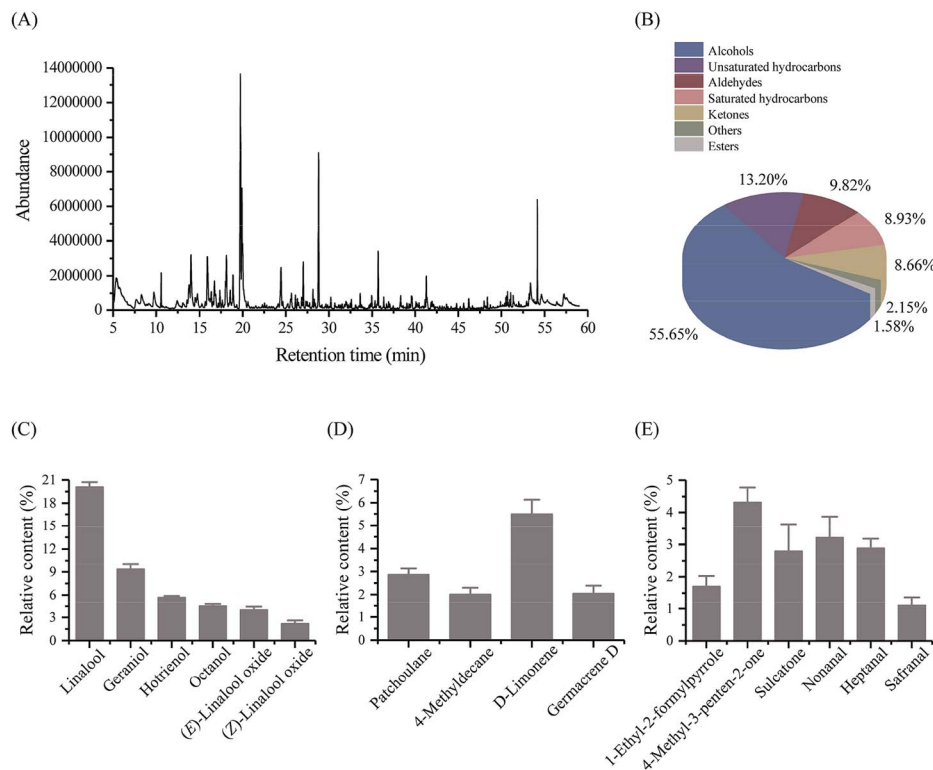 (A)
Abundance
14000000
12000000
10000000
8000000
6000000
4000000
2000000
0
5 10 15 20 25 30 35 40 45 50 55 60
Retention time (min)
(B)
Alcohols
Unsaturated hydrocarbons
Aldehydes
Saturated hydrocarbons
Ketones
Others
Esters
13.20%
9.82%
8.93%
8.66%
2.15%
1.58%
55.65%
(C)
Relative content (%)
21
18
15
12
9
6
3
0
Linalool
Geraniol
Hotrienol
Octanol
(E)-Linalool oxide
(Z)-Linalool oxide
(D)
Relative content (%)
7
6
5
4
3
2
1
0
Patchoulane
4-Methyldecane
D-Limonene
Germacrene D
(E)
Relative content (%)
5
4
3
2
1
0
1-Ethyl-2-formylpyrrole
4-Methyl-3-penten-2-one
Sulcatone
Nonanal
Heptanal
Safranal